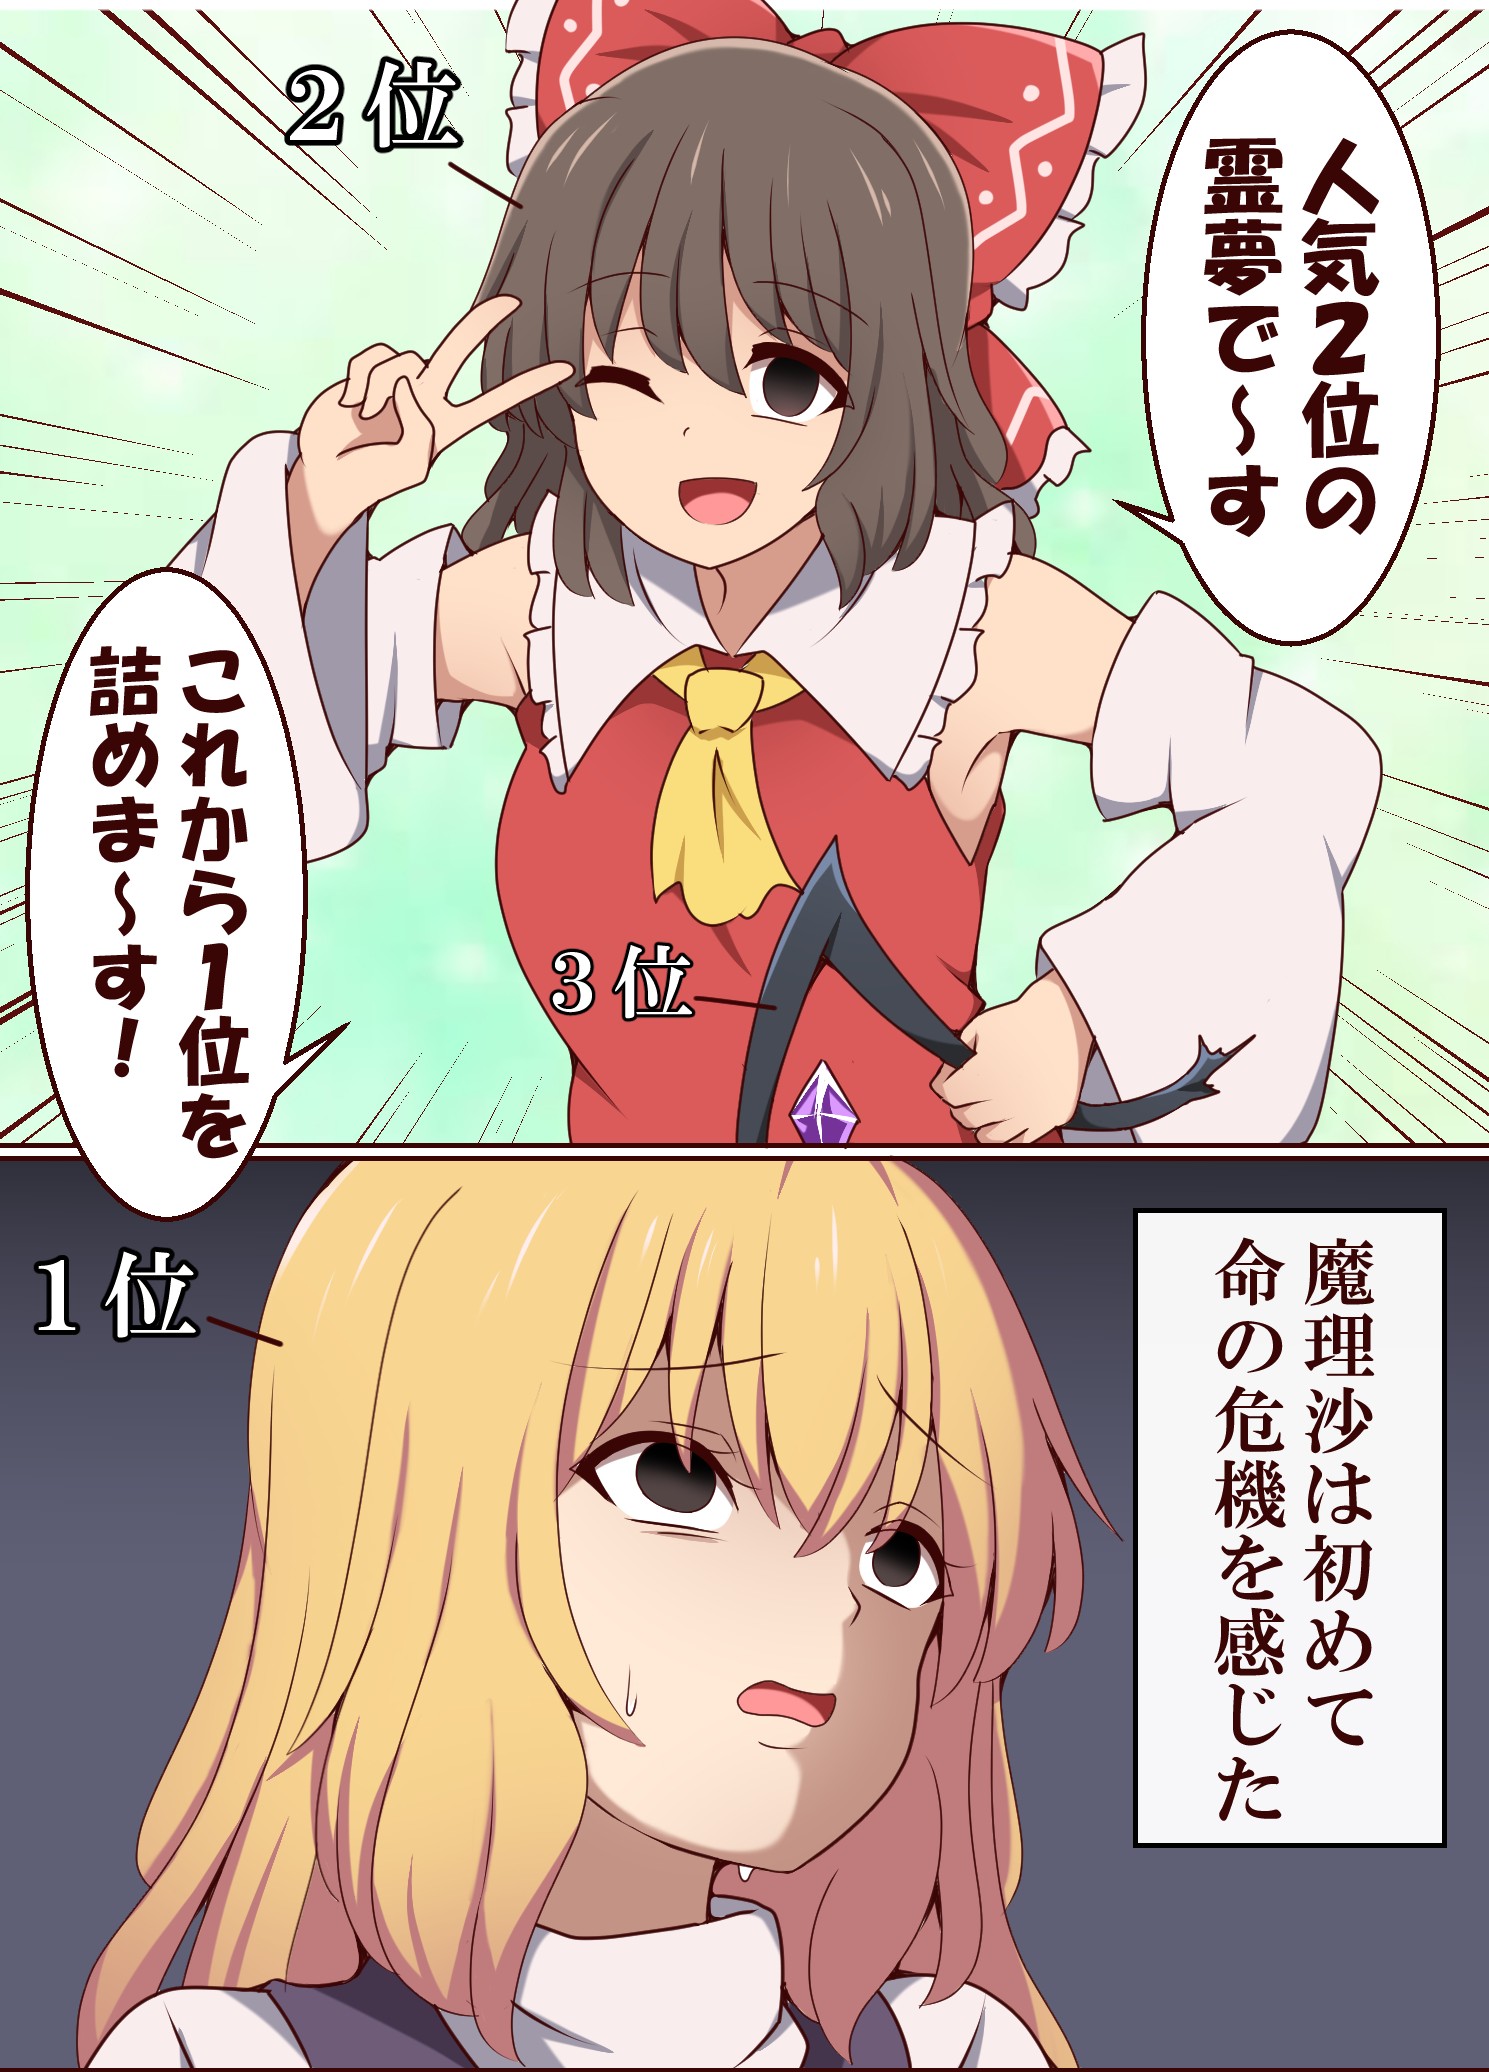 人気2位の
霊夢で～す
2位
これから1位を
詰めま～す!
3位
魔理沙は初めて
命の危機を感じた
1位